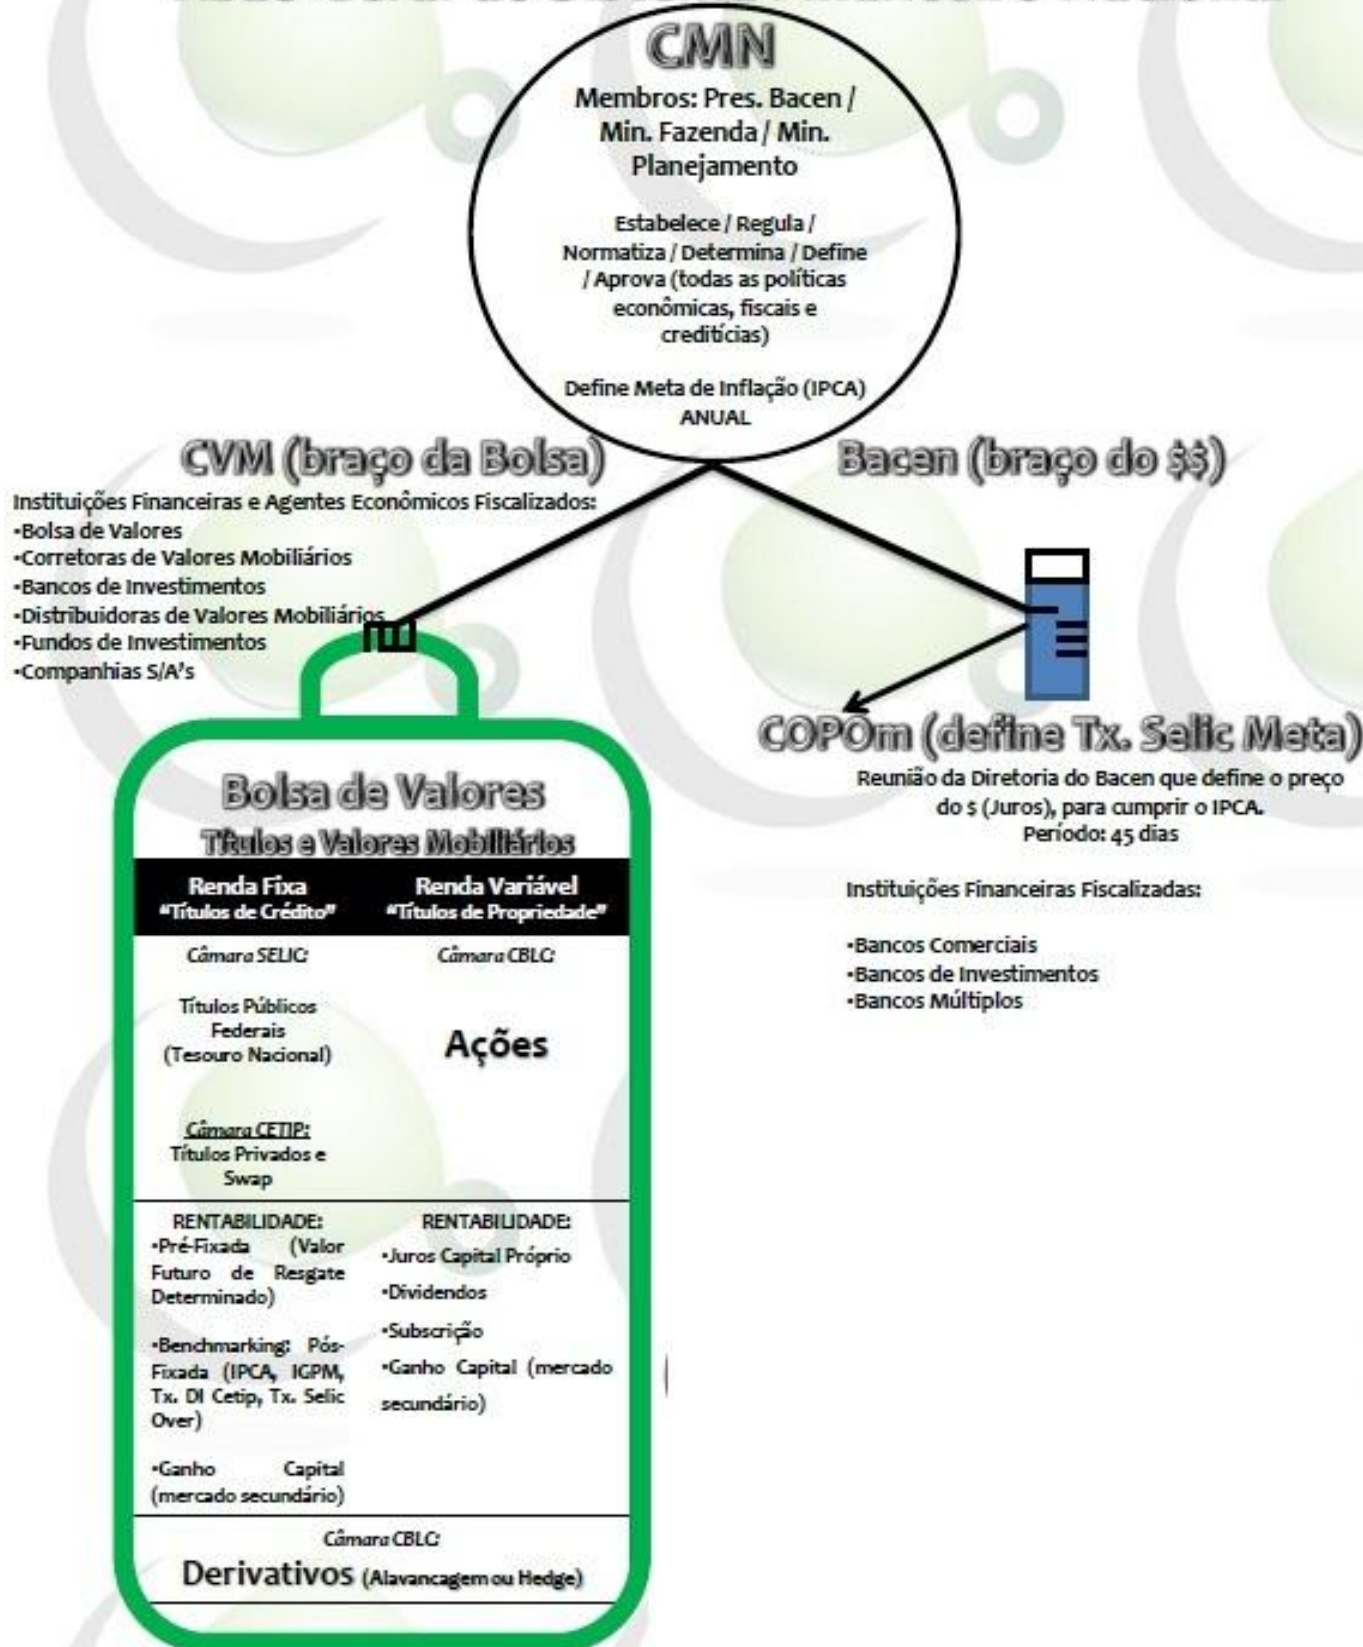 CMN
Membros: Pres. Bacen /
Min. Fazenda / Min.
Planejamento
Estabelece / Regula /
Normatiza / Determina / Define
/ Aprova (todas as políticas
econômicas, fiscais e
creditícias)
Define Meta de Inflação (IPCA)
ANUAL
CVM (braço da Bolsa)
Instituições Financeiras e Agentes Econômicos Fiscalizados:
•Bolsa de Valores
•Corretoras de Valores Mobiliários
•Bancos de Investimentos
•Distribuidoras de Valores Mobiliários
•Fundos de Investimentos
•Companhias S/A's
Bacen (braço do $$)
COPOm (define Tx. Selic Meta)
Reunião da Diretoria do Bacen que define o preço
do $ (Juros), para cumprir o IPCA.
Período: 45 dias
Instituições Financeiras Fiscalizadas:
•Bancos Comerciais
•Bancos de Investimentos
•Bancos Múltiplos
Bolsa de Valores
Títulos e Valores Mobiliários
Renda Fixa
"Títulos de Crédito"
Câmara SELIC:
Títulos Públicos
Federais
(Tesouro Nacional)
Câmara CETIP:
Títulos Privados e
Swap
RENTABILIDADE:
•Pré-Fixada (Valor
Futuro de Resgate
Determinado)
•Benchmarking: Pós-
Fixada (IPCA, IGPM,
Tx. DI Cetip, Tx. Selic
Over)
•Ganho Capital
(mercado secundário)
Renda Variável
"Títulos de Propriedade"
Câmara CBLC:
Ações
RENTABILIDADE:
•Juros Capital Próprio
•Dividendos
•Subscrição
•Ganho Capital (mercado
secundário)
Câmara CBLC:
Derivativos (Alavancagem ou Hedge)